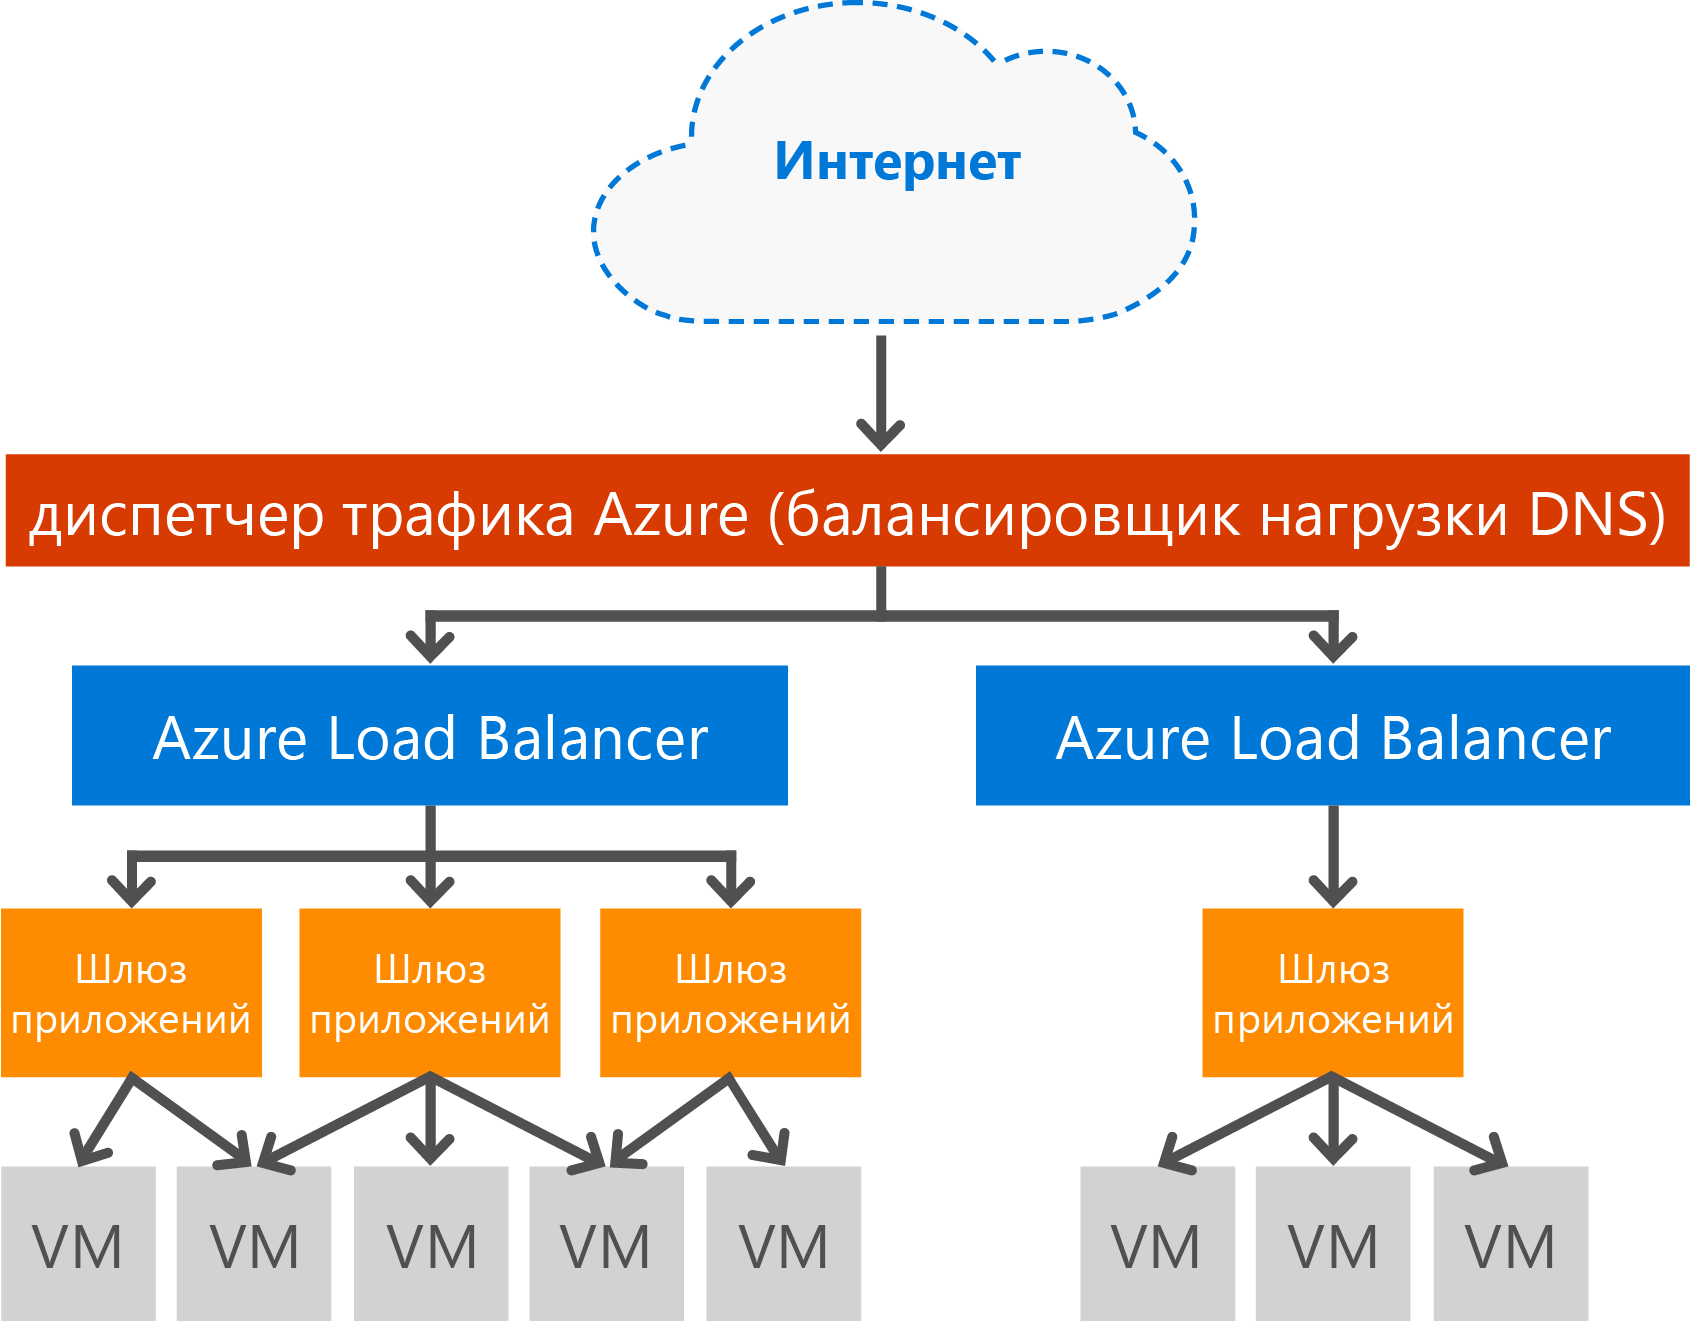 Интернет
диспетчер трафика Azure (балансировщик нагрузки DNS)
Azure Load Balancer
Azure Load Balancer
Шлюз
приложений
Шлюз
приложений
Шлюз
приложений
Шлюз
приложений
VM
VM
VM
VM
VM
VM
VM
VM